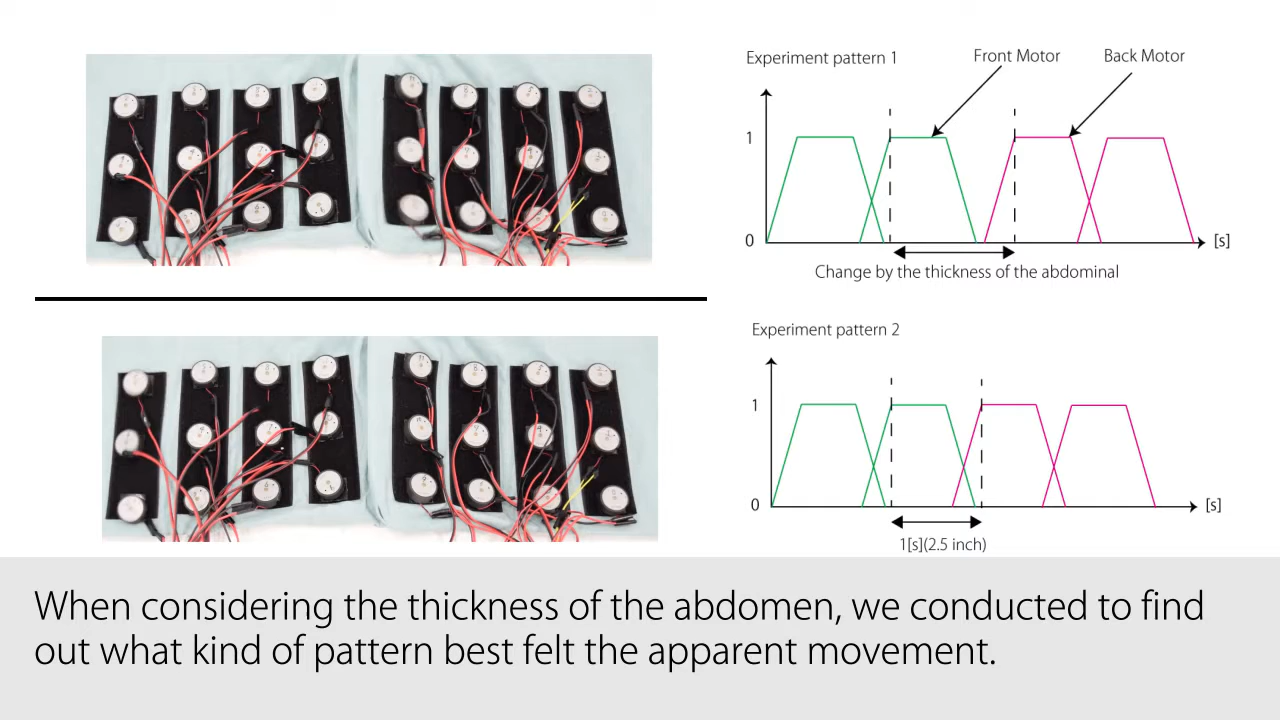 Experiment pattern 1
Front Motor
Back Motor
1
0
[s]
Change by the thickness of the abdominal
Experiment pattern 2
1
0
[s]
1[s](2.5 inch)
When considering the thickness of the abdomen, we conducted to find
out what kind of pattern best felt the apparent movement.